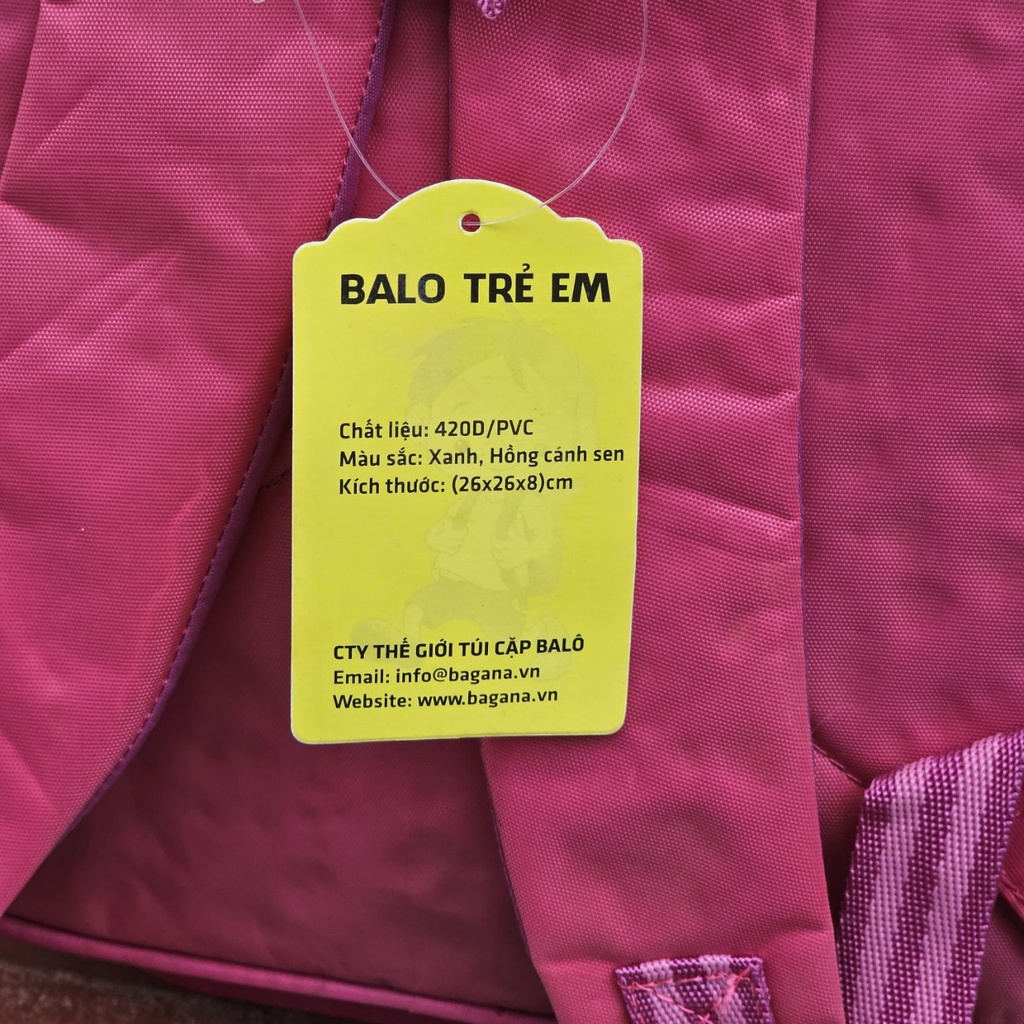 BALO TRẺ EM
Chất liệu: 420D/PVC
Màu sắc: Xanh, Hồng cánh sen
Kích thước: (26x26x8)cm
CTY THẾ GIỚI TÚI CẶP BALÔ
Email: info@bagana.vn
Website: www.bagana.vn